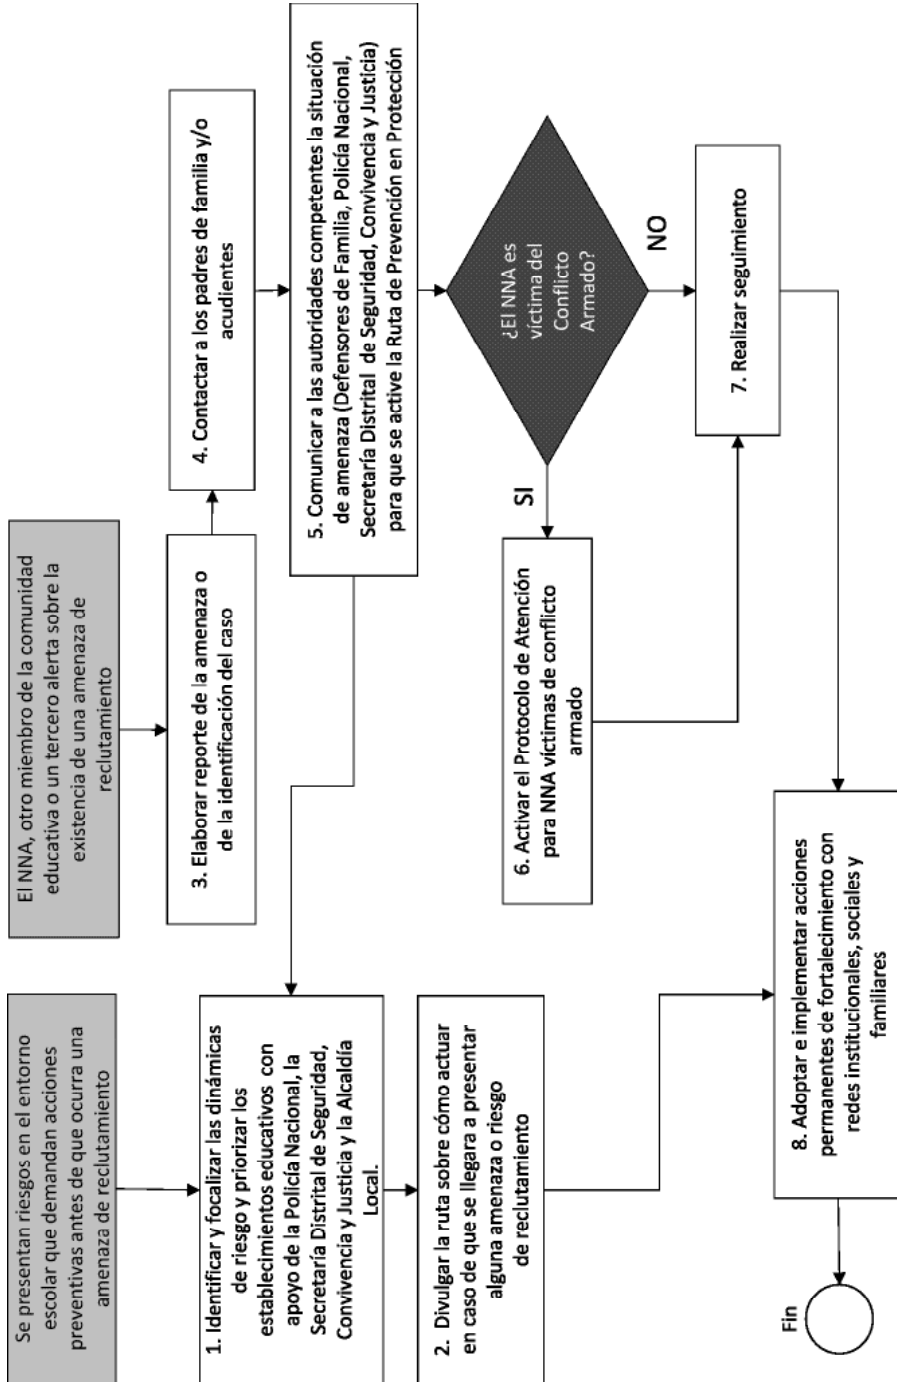 Se presentan riesgos en el entorno
escolar que demandan acciones
preventivas antes de que ocurra una
amenaza de reclutamiento
1. Identificar y focalizar las dinámicas
de riesgo y priorizar los
establecimientos educativos con
apoyo de la Policía Nacional, la
Secretaría Distrital de Seguridad,
Convivencia y Justicia y la Alcaldía
Local.
2. Divulgar la ruta sobre cómo actuar
en caso de que se llegara a presentar
alguna amenaza o riesgo
de reclutamiento
El NNA, otro miembro de la comunidad
educativa o un tercero alerta sobre la
existencia de una amenaza de
reclutamiento
3. Elaborar reporte de la amenaza o
de la identificación del caso
4. Contactar a los padres de familia y/o
acudientes
5. Comunicar a las autoridades competentes la situación
de amenaza (Defensores de Familia, Policía Nacional,
Secretaría Distrital de Seguridad, Convivencia y Justicia)
para que se active la Ruta de Prevención en Protección
¿El NNA es
víctima del
Conflicto
Armado?
SI
NO
6. Activar el Protocolo de Atención
para NNA víctimas de conflicto
armado
7. Realizar seguimiento
8. Adoptar e implementar acciones
permanentes de fortalecimiento con
redes institucionales, sociales y
familiares
Fin